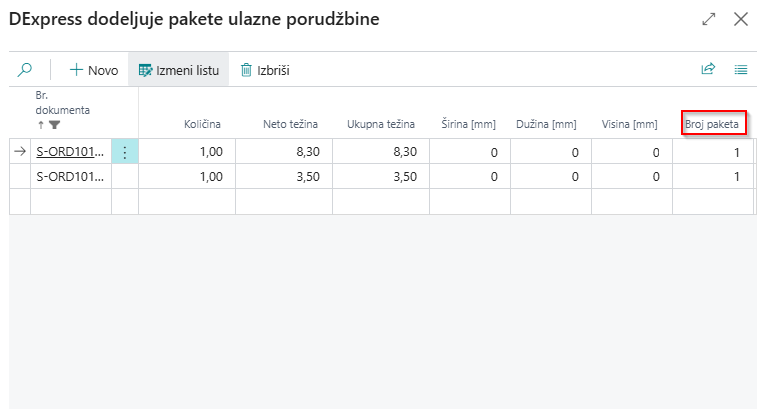 DExpress dodeljuje pakete ulazne porudžbine
Novo Izmeni listu Izbriši
Br. dokumenta Količina Neto težina Ukupna težina Širina [mm] Dužina [mm] Visina [mm] Broj paketa
S-ORD101... 1,00 8,30 8,30 0 0 0 1
S-ORD101... 1,00 3,50 3,50 0 0 0 1